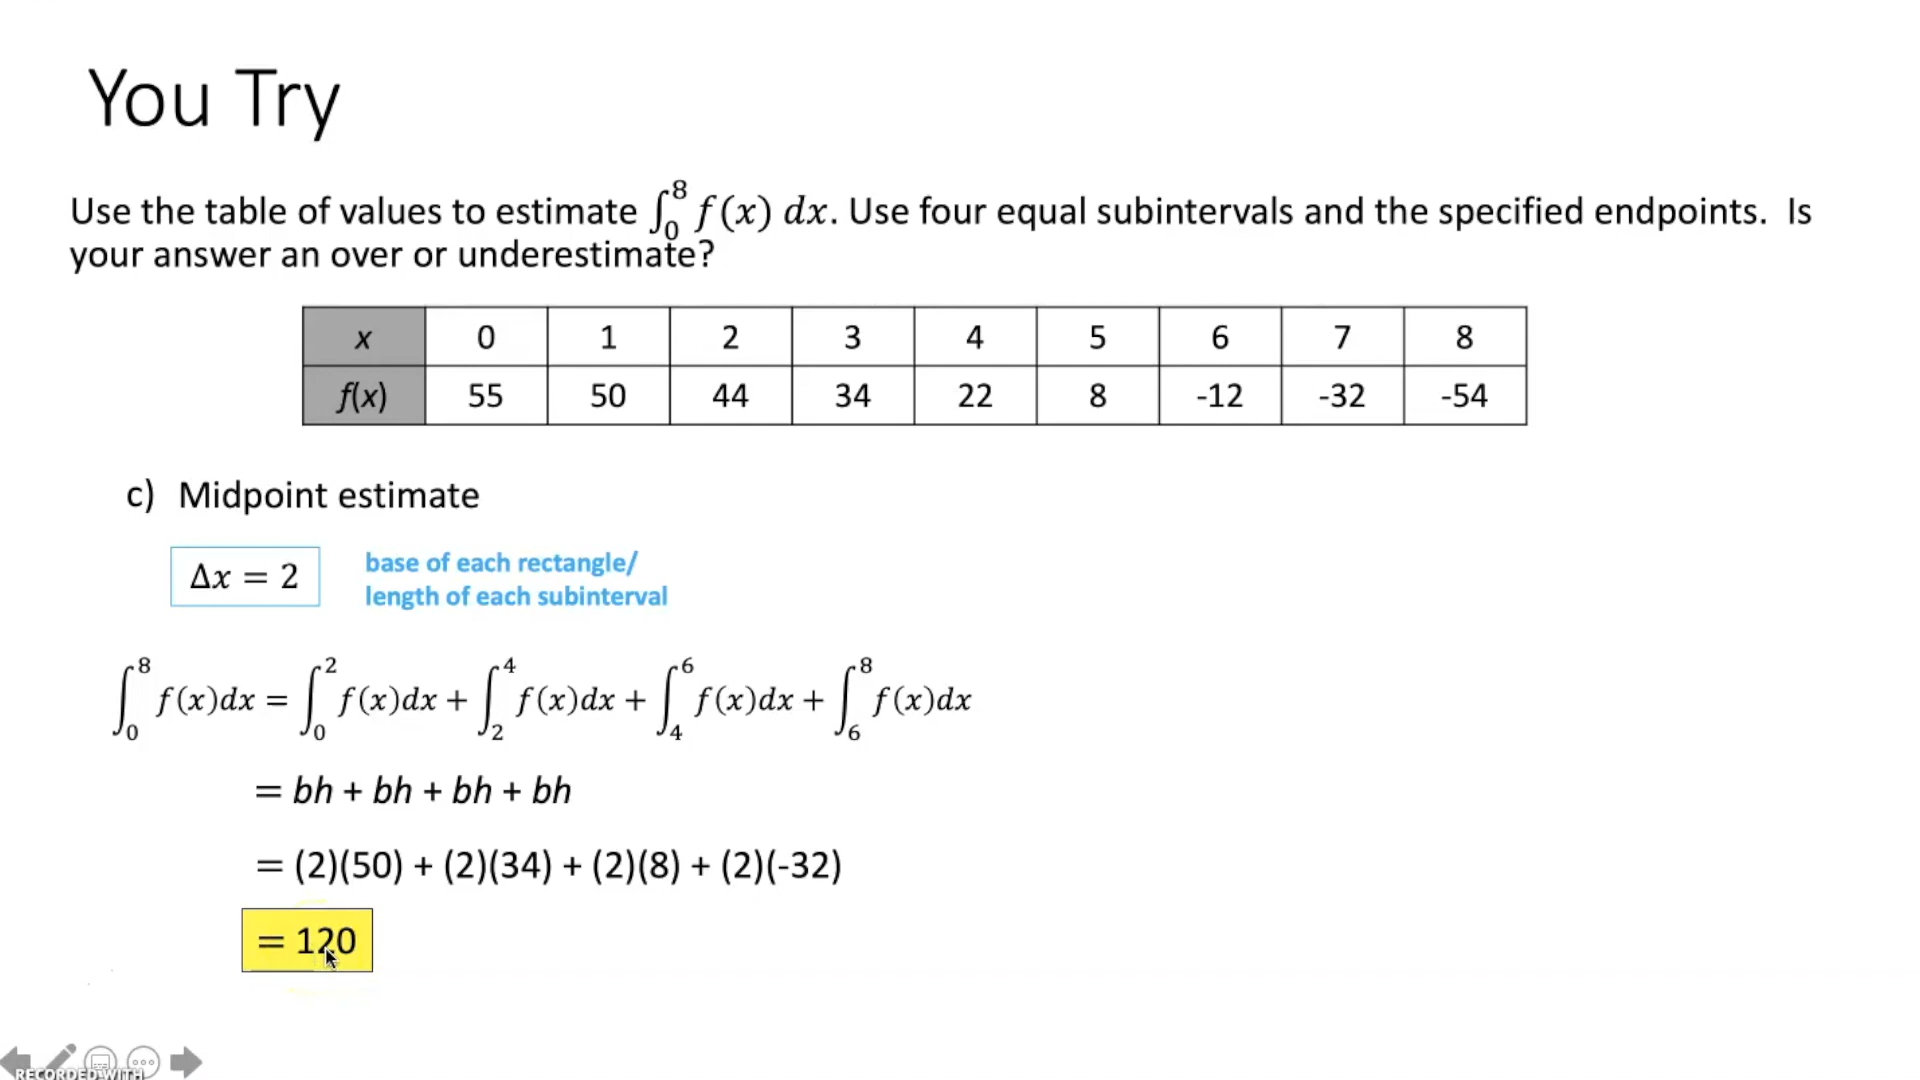 You Try
Use the table of values to estimate ∫₀⁸ f(x) dx. Use four equal subintervals and the specified endpoints. Is
your answer an over or underestimate?
x 0 1 2 3 4 5 6 7 8
f(x) 55 50 44 34 22 8 -12 -32 -54
c) Midpoint estimate
Δx = 2
base of each rectangle/
length of each subinterval
∫₀⁸ f(x)dx = ∫₀² f(x)dx + ∫₂⁴ f(x)dx + ∫₄⁶ f(x)dx + ∫₆⁸ f(x)dx
= bh + bh + bh + bh
= (2)(50) + (2)(34) + (2)(8) + (2)(-32)
= 120
RECORDED WITH